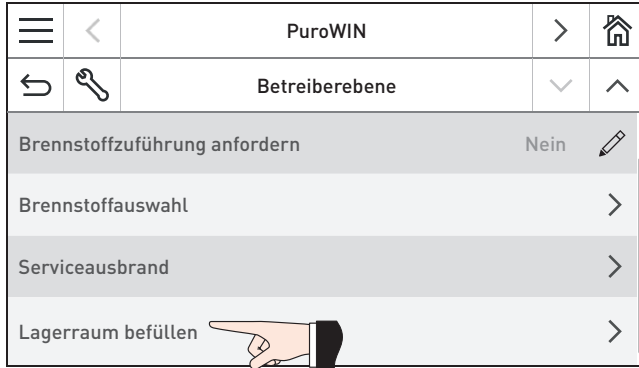 PuroWIN
Betreiberebene
Brennstoffzuführung anfordern Nein
Brennstoffauswahl
Serviceausbrand
Lagerraum befüllen